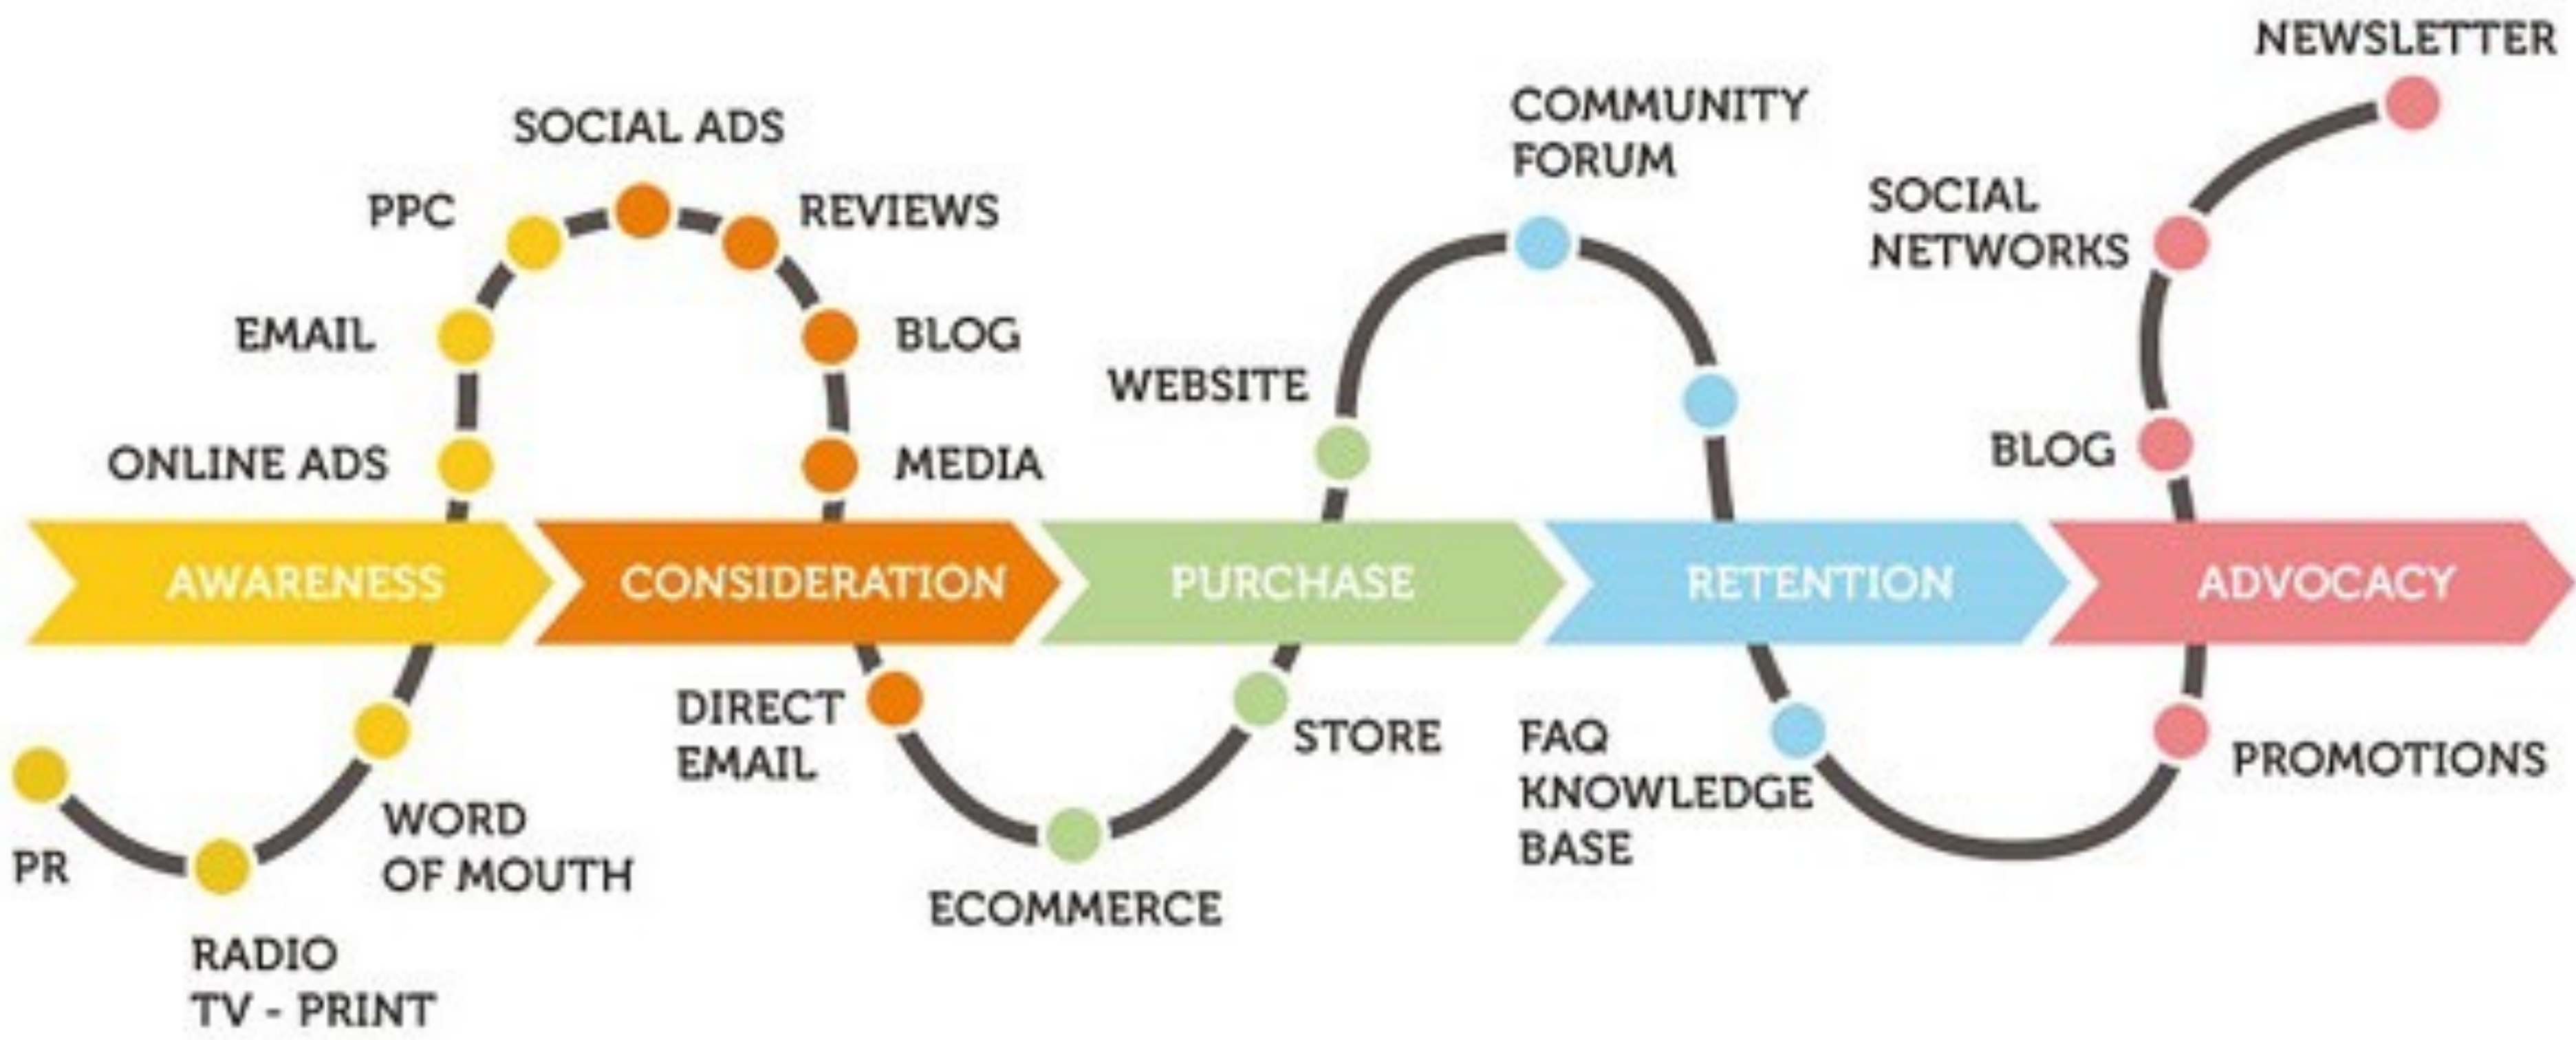 NEWSLETTER
COMMUNITY
FORUM
SOCIAL ADS
SOCIAL
NETWORKS
PPC
REVIEWS
EMAIL
BLOG
WEBSITE
BLOG
ONLINE ADS
MEDIA
AWARENESS
CONSIDERATION
PURCHASE
RETENTION
ADVOCACY
DIRECT
EMAIL
STORE
FAQ
KNOWLEDGE
BASE
PROMOTIONS
WORD
OF MOUTH
PR
ECOMMERCE
RADIO
TV - PRINT